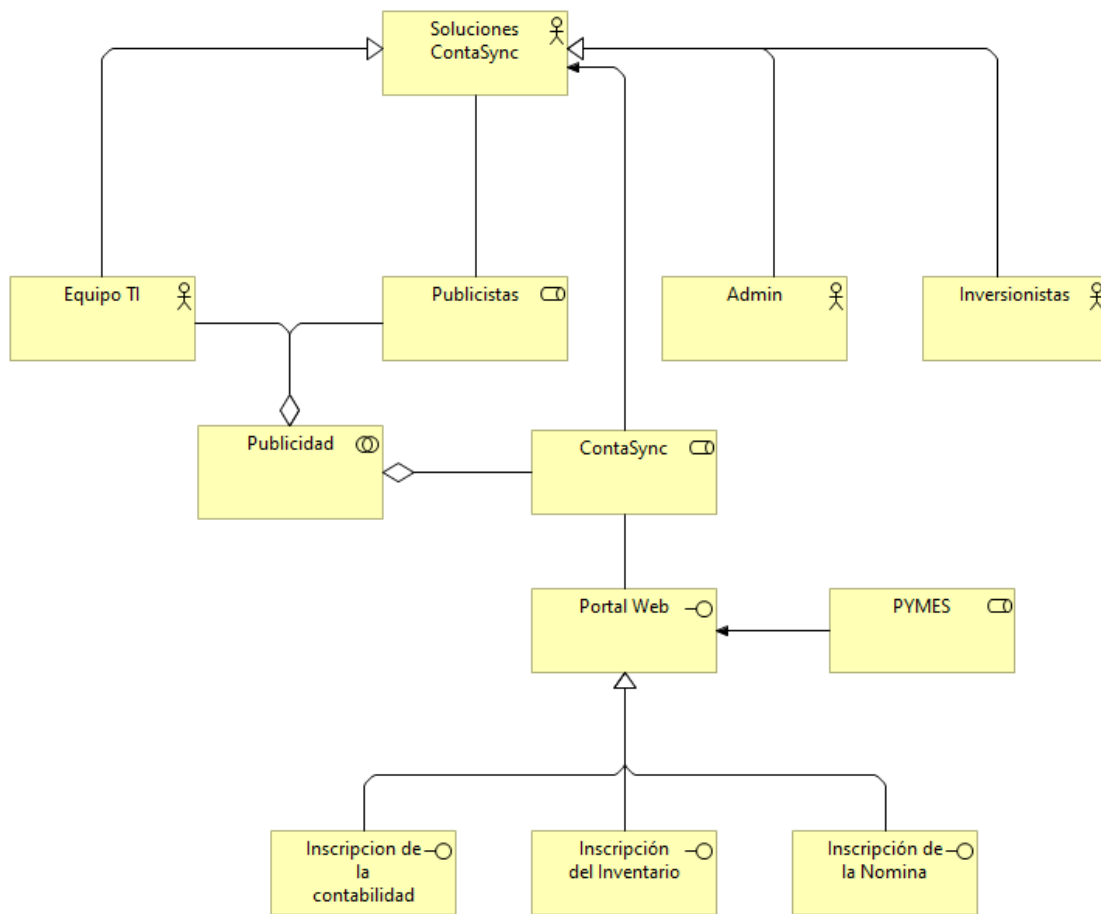 Soluciones
ContaSync
Equipo TI
Publicistas
Admin
Inversionistas
Publicidad
ContaSync
Portal Web
PYMES
Inscripcion de
la
contabilidad
Inscripción
del Inventario
Inscripción de
la Nomina